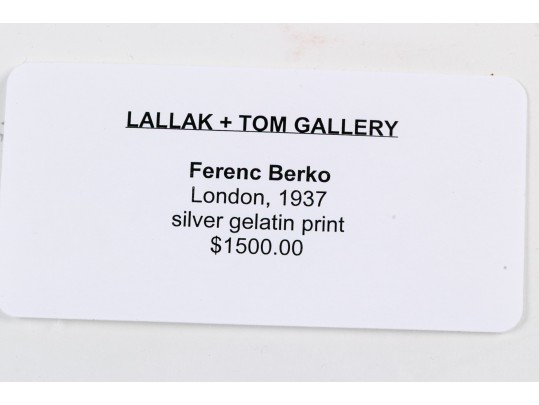 LALLAK + TOM GALLERY
Ferenc Berko
London, 1937
silver gelatin print
$1500.00